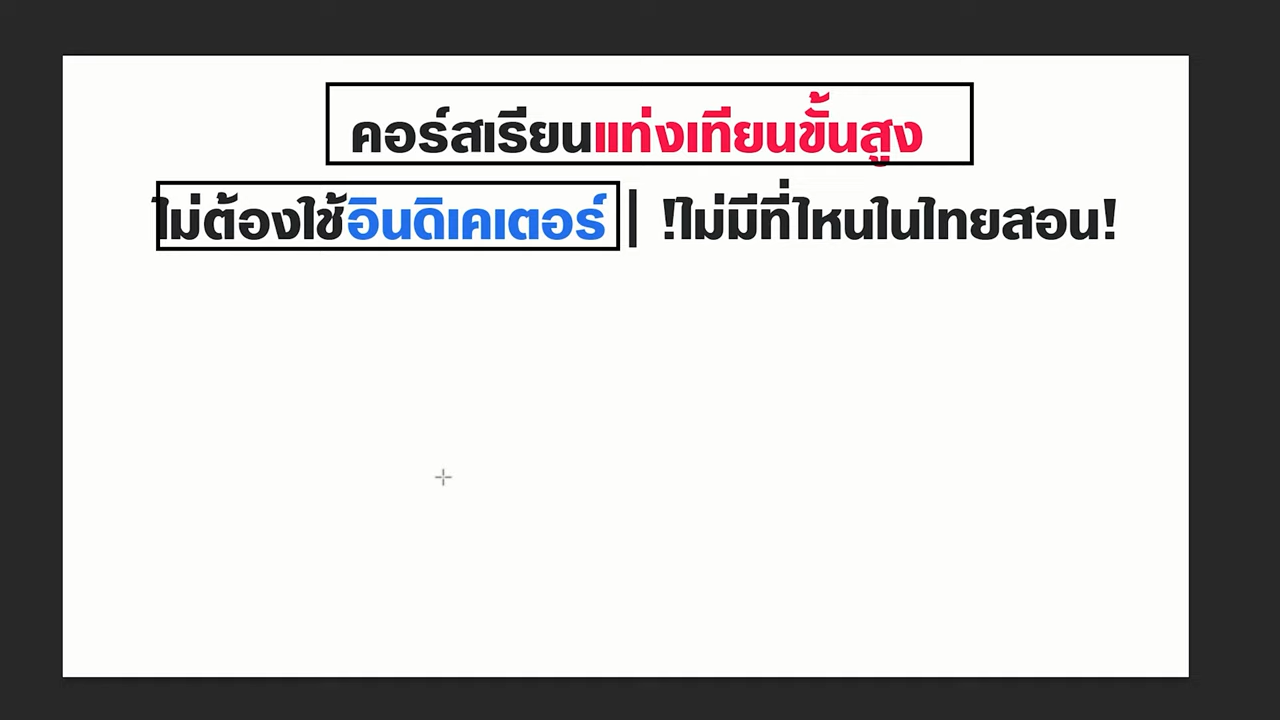 คอร์สเรียนแท่งเทียนขั้นสูง
ไม่ต้องใช้อินดิเคเตอร์ | !ไม่มีที่ไหนในไทยสอน!